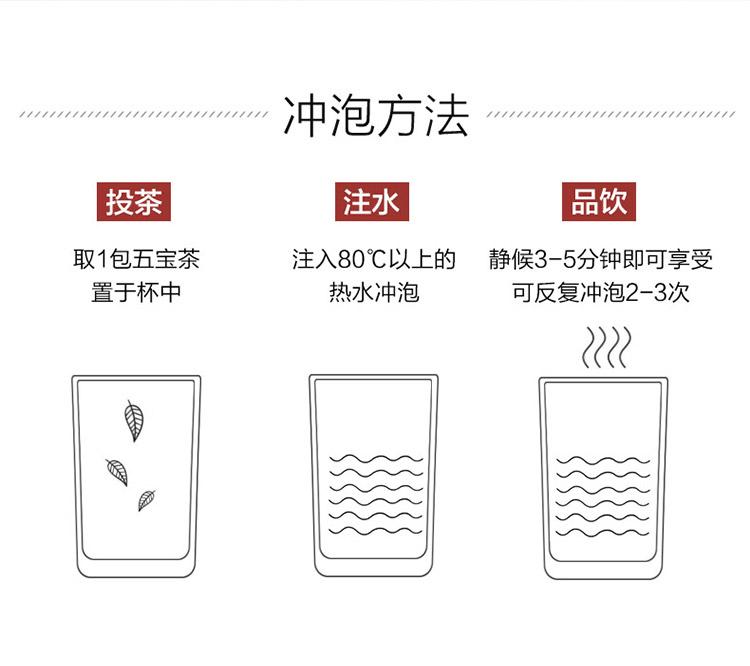 冲泡方法
投茶
取1包五宝茶
置于杯中
注水
注入80℃以上的
热水冲泡
品饮
静候3-5分钟即可享受
可反复冲泡2-3次